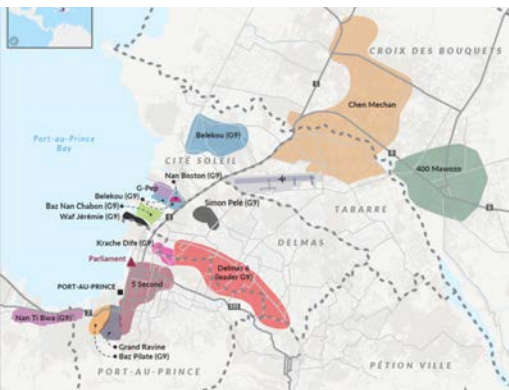 CROIX DES BOUQUETS
Chen Mechan
Port-au-Prince
Bay
Belekou (G9)
CITÉ SOLEIL
400 Mawozo
Nan Boston (G9)
G-Pep
Belekou (G9)
Baz Nan Chabon (G9)
Waf Jérémie (G9)
Simon Pelé (G9)
TABARRE
Krache Dife (G9)
DELMAS
Parliament
Delmas 6
(leader G9)
PORT-AU-PRINCE
5 Second
Nan Ti Bwa (G9)
Grand Ravine
Baz Pilate (G9)
PORT-AU-PRINCE
PÉTION VILLE